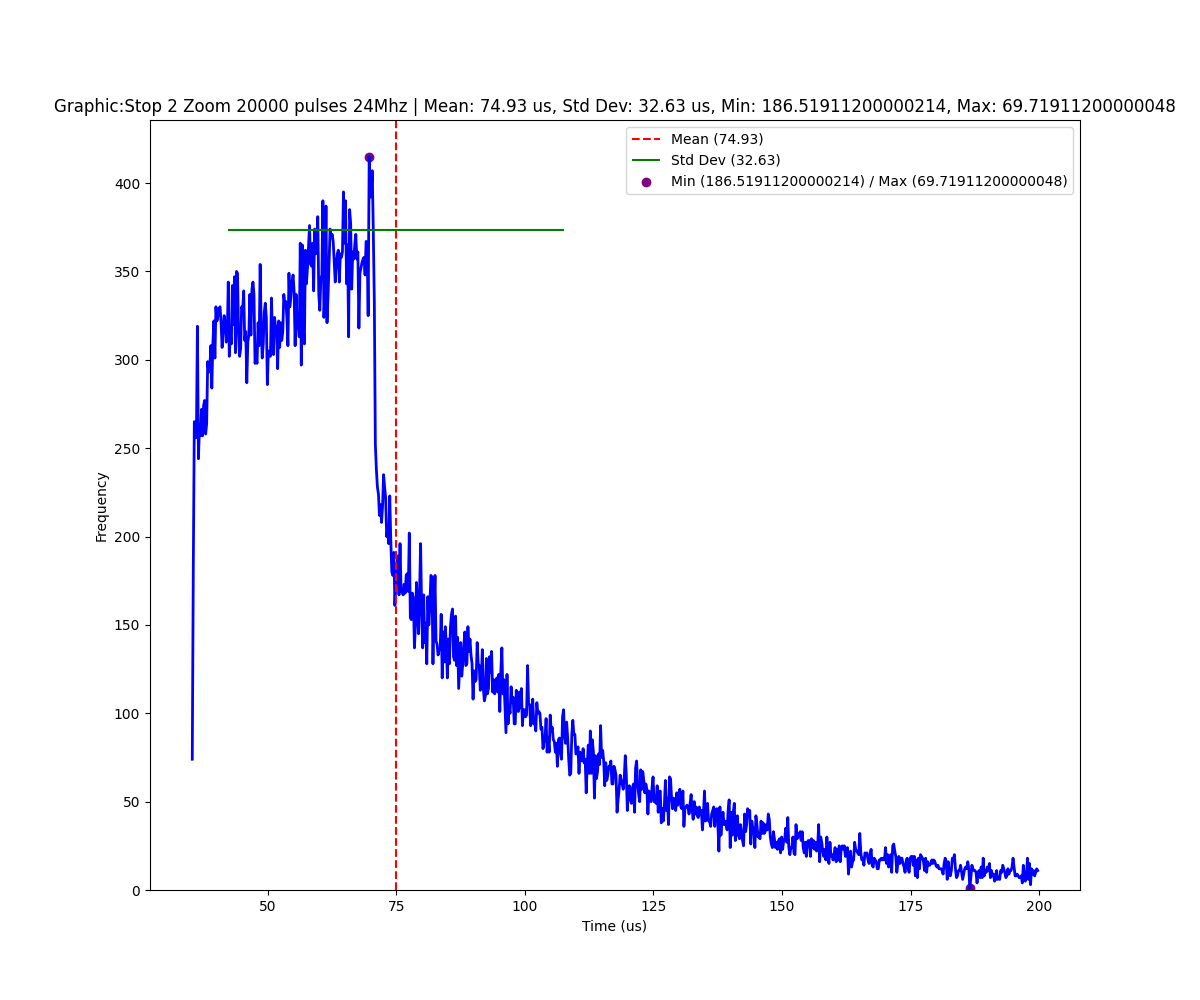 Graphic:Stop 2 Zoom 20000 pulses 24Mhz | Mean: 74.93 us, Std Dev: 32.63 us, Min: 186.51911200000214, Max: 69.71911200000048
Mean (74.93)
Std Dev (32.63)
Min (186.51911200000214) / Max (69.71911200000048)
400
350
300
250
200
150
100
50
0
Frequency
50 75 100 125 150 175 200
Time (us)